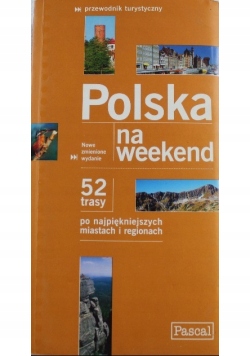 przewodnik turystyczny
Polska
na
weekend
Nowe
zmienione
wydanie
52
trasy
po najpiękniejszych
miastach i regionach
Pascal